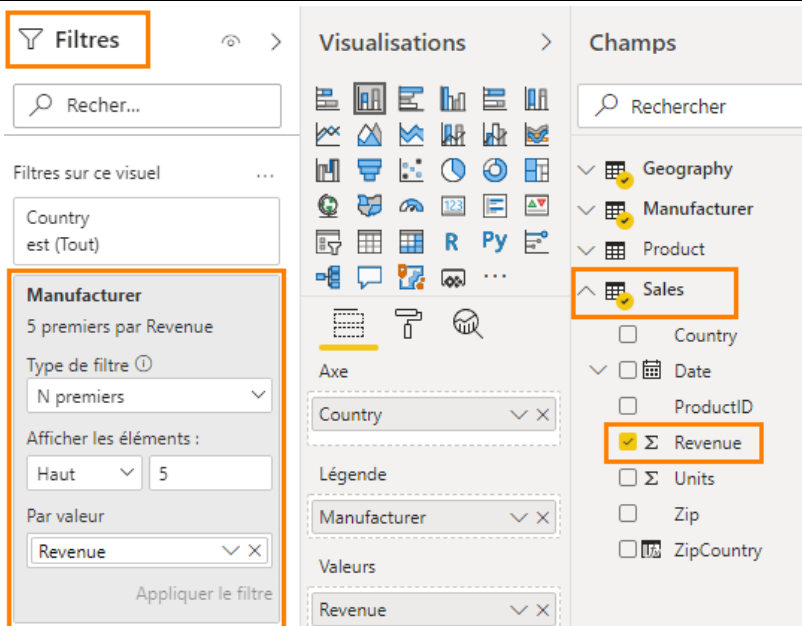 Filtres
Recher...
Filtres sur ce visuel
Country
est (Tout)
Manufacturer
5 premiers par Revenue
Type de filtre
N premiers
Afficher les éléments :
Haut 5
Par valeur
Revenue
Appliquer le filtre
Visualisations
123
R Py
Axe
Country
Légende
Manufacturer
Valeurs
Revenue
Champs
Rechercher
Geography
Manufacturer
Product
Sales
Country
Date
ProductID
Σ Revenue
Σ Units
Zip
ZipCountry